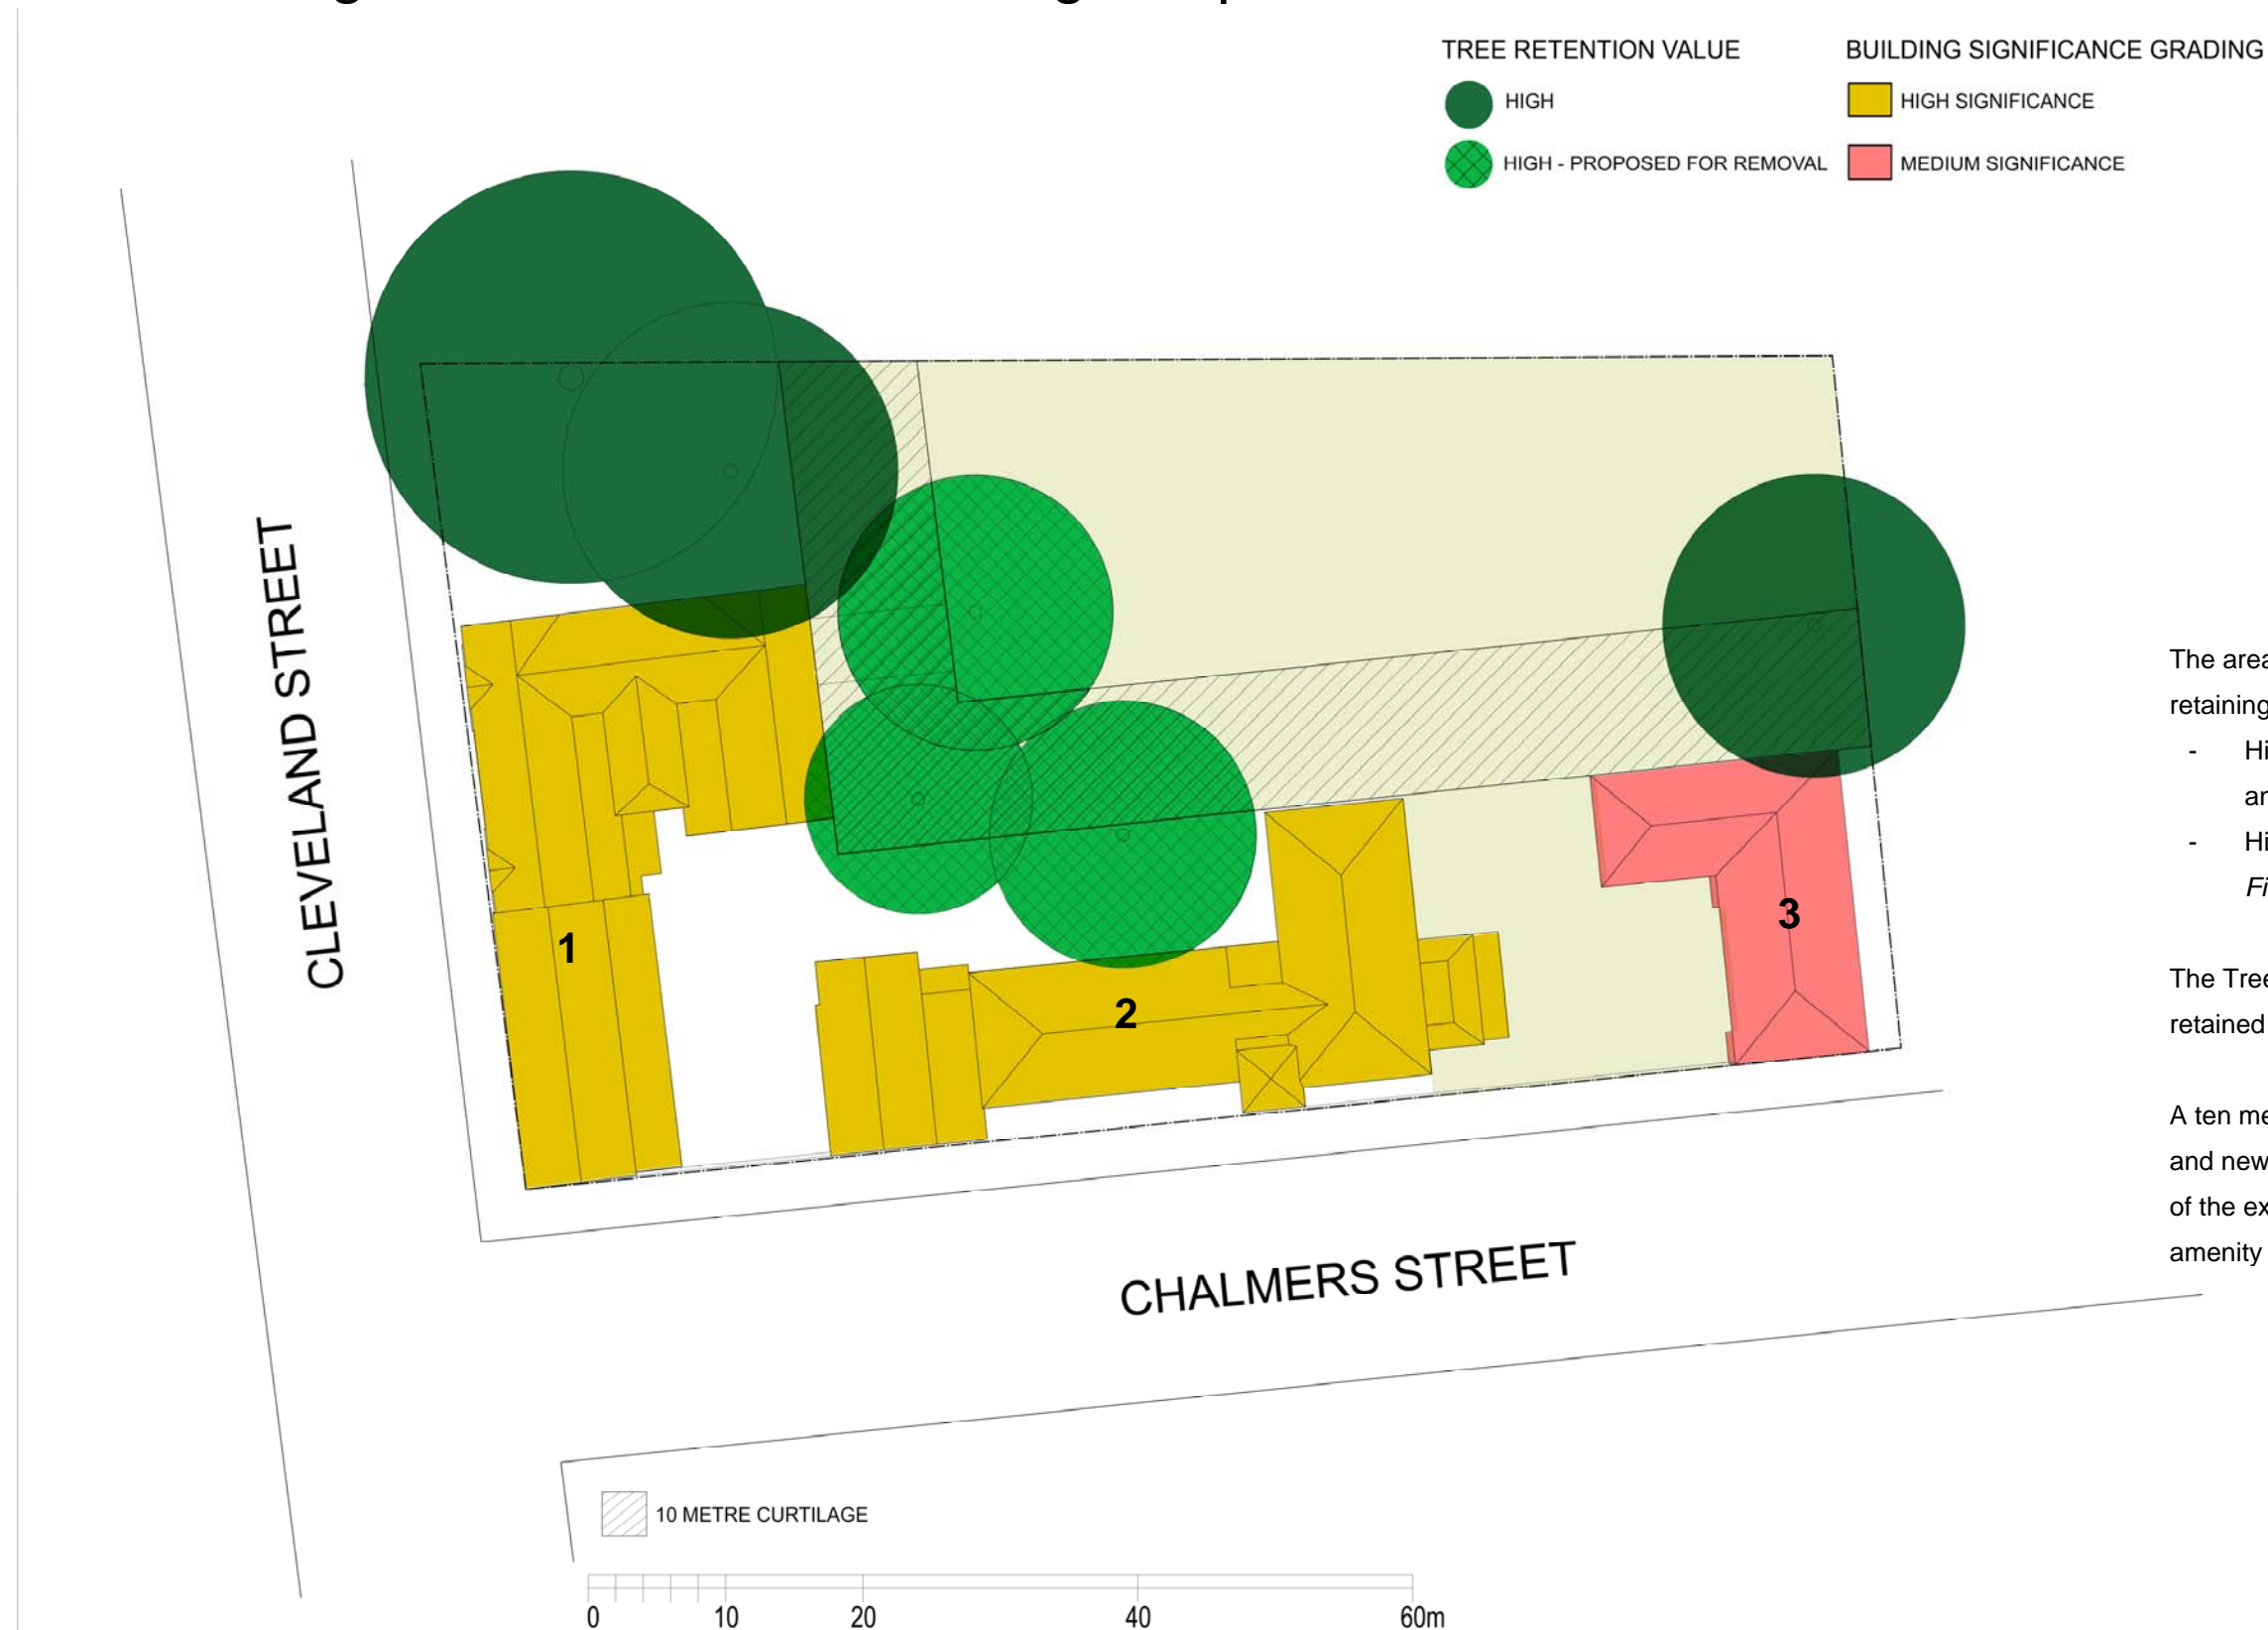 TREE RETENTION VALUE
HIGH
HIGH - PROPOSED FOR REMOVAL
BUILDING SIGNIFICANCE GRADING
HIGH SIGNIFICANCE
MEDIUM SIGNIFICANCE
CLEVELAND STREET
1
2
3
CHALMERS STREET
10 METRE CURTILAGE
0 10 20 40 60m
The area
retaining
- Hi
- Hi
The Tree
retained
A ten me
and new
of the ex
amenity